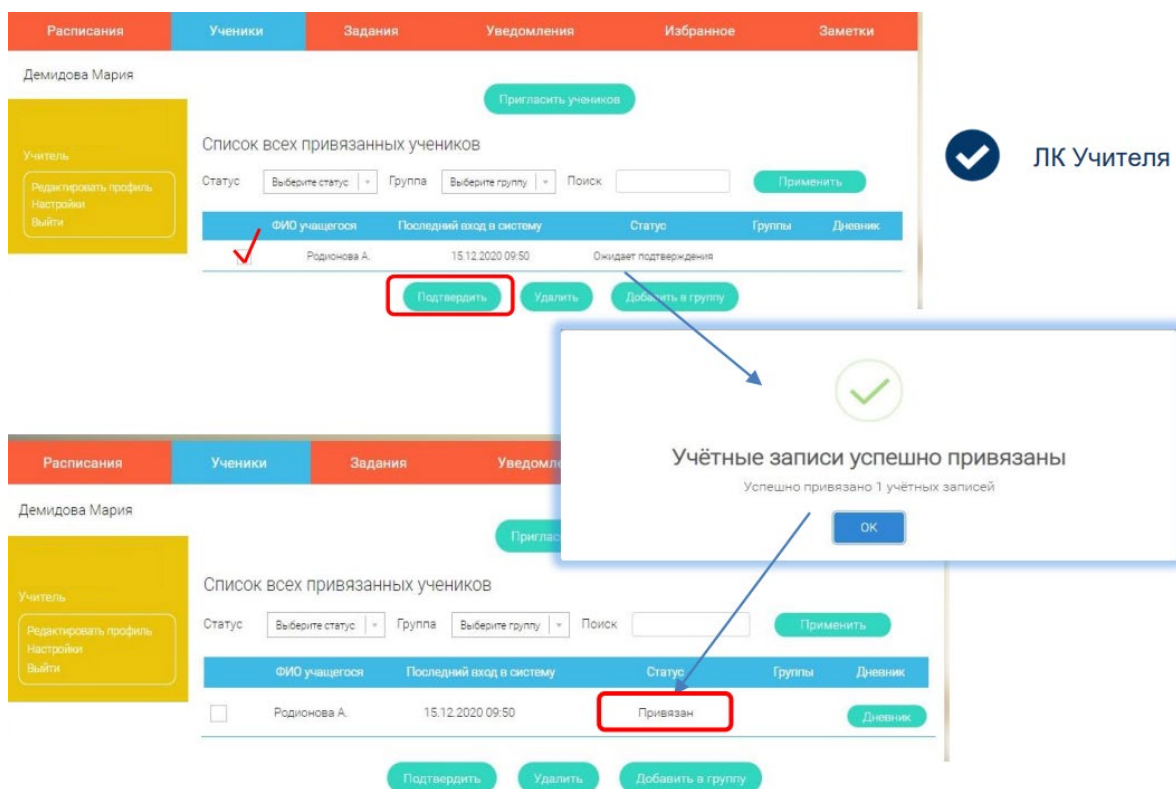 Расписания Ученики Задания Уведомления Избранное Заметки
Демидова Мария
Пригласить учеников
Список всех привязанных учеников
ЛК Учителя
Учитель
Статус Выберите статус Группа Выберите группу Поиск Применить
Редактировать профиль
Настройки
Выйти
ФИО учащегося Последний вход в систему Статус Группы Дневник
Родионова А. 15.12.2020 09:50 Ожидает подтверждения
Подтвердить Удалить Добавить в группу
Учётные записи успешно привязаны
Успешно привязано 1 учётных записей
OK
Расписания Ученики Задания Уведомле
Демидова Мария
Приглас
Список всех привязанных учеников
Учитель
Статус Выберите статус Группа Выберите группу Поиск Применить
Редактировать профиль
Настройки
Выйти
ФИО учащегося Последний вход в систему Статус Группы Дневник
Родионова А. 15.12.2020 09:50 Привязан Дневник
Подтвердить Удалить Добавить в группу